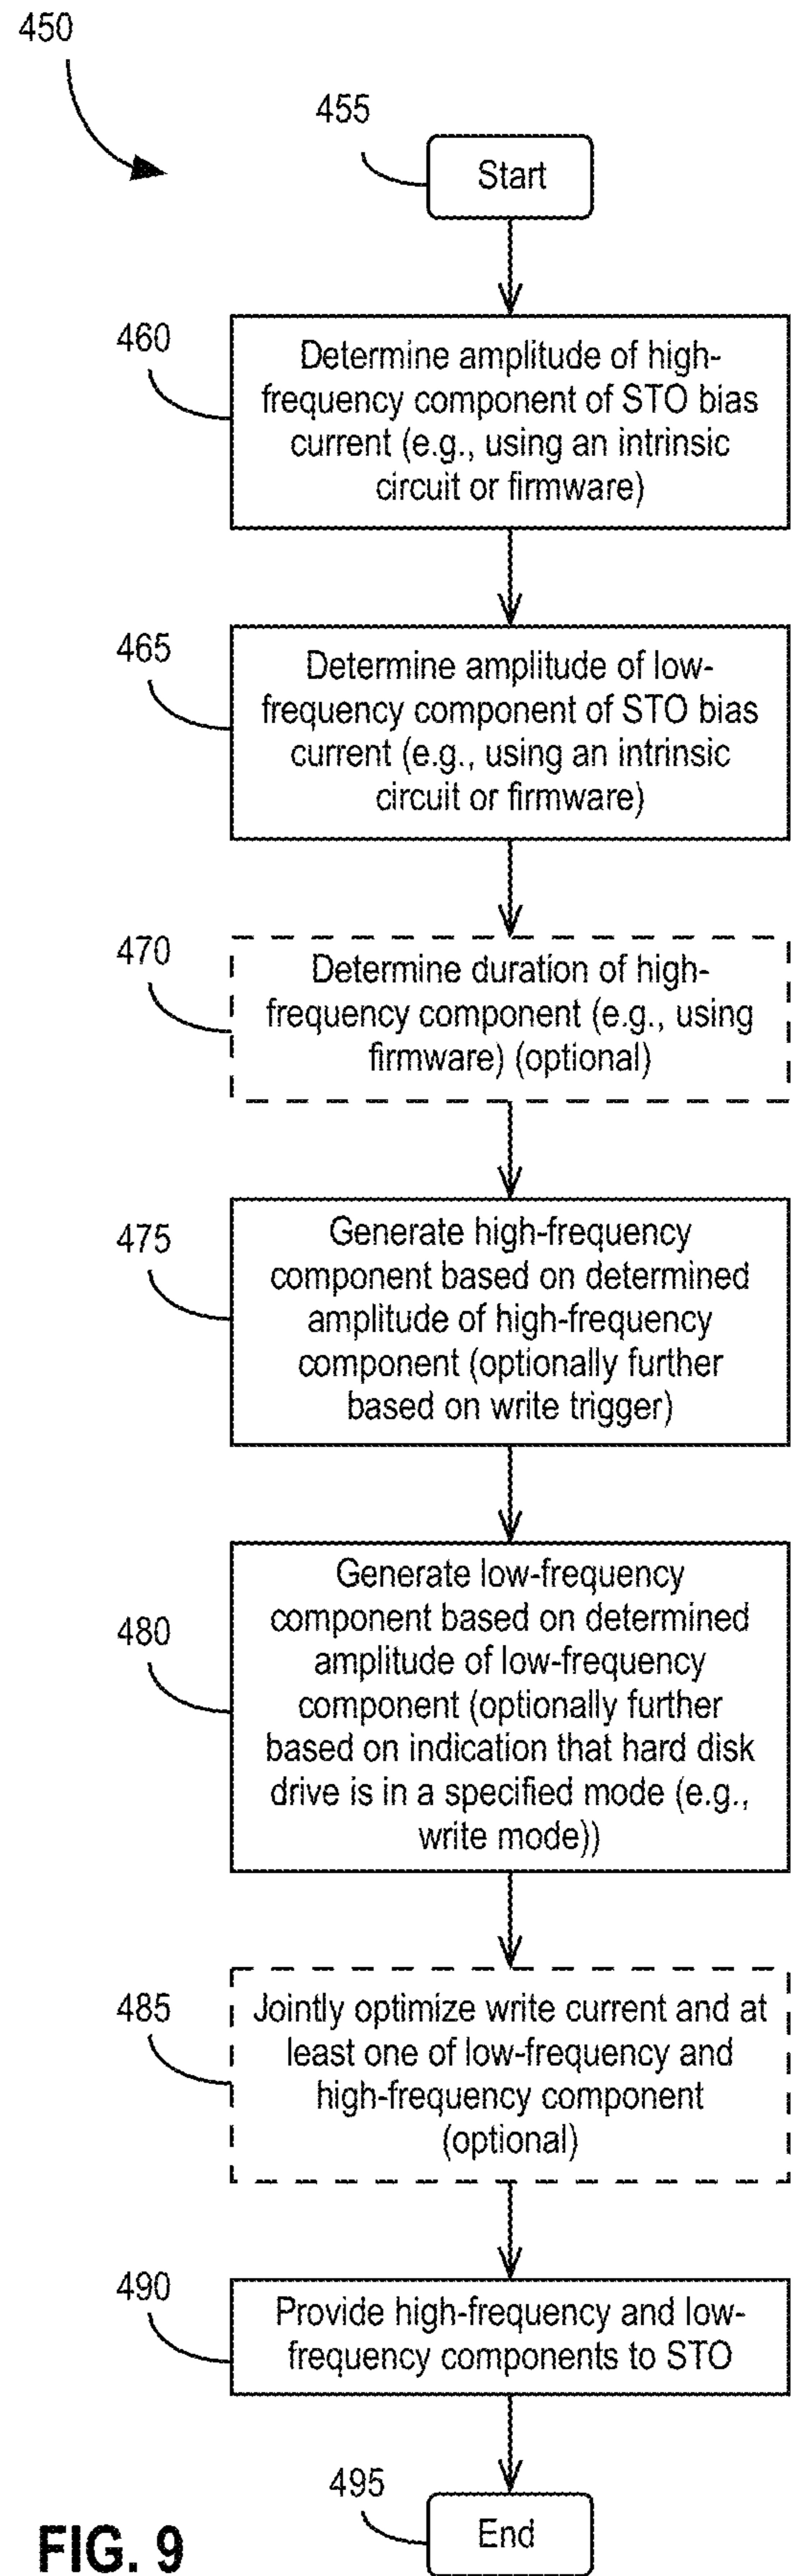 450
455
Start
460
Determine amplitude of high-
frequency component of STO bias
current (e.g., using an intrinsic
circuit or firmware)
465
Determine amplitude of low-
frequency component of STO bias
current (e.g., using an intrinsic
circuit or firmware)
470
Determine duration of high-
frequency component (e.g., using
firmware) (optional)
475
Generate high-frequency
component based on determined
amplitude of high-frequency
component (optionally further
based on write trigger)
480
Generate low-frequency
component based on determined
amplitude of low-frequency
component (optionally further
based on indication that hard disk
drive is in a specified mode (e.g.,
write mode))
485
Jointly optimize write current and at
least one of low-frequency and
high-frequency component
(optional)
490
Provide high-frequency and low-
frequency components to STO
495
End
FIG. 9